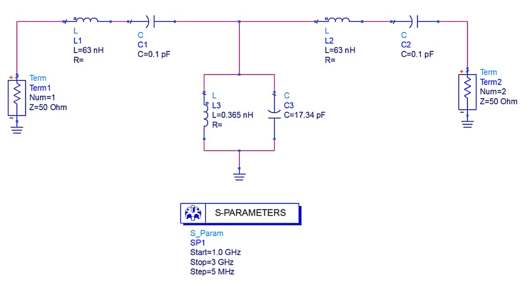 L
L1
L=63 nH
R=
C
C1
C=0.1 pF
L
L2
L=63 nH
R=
C
C2
C=0.1 pF
Term
Term1
Num=1
Z=50 Ohm
L
L3
L=0.365 nH
R=
C
C3
C=17.34 pF
Term
Term2
Num=2
Z=50 Ohm
S-PARAMETERS
S_Param
SP1
Start=1.0 GHz
Stop=3 GHz
Step=5 MHz